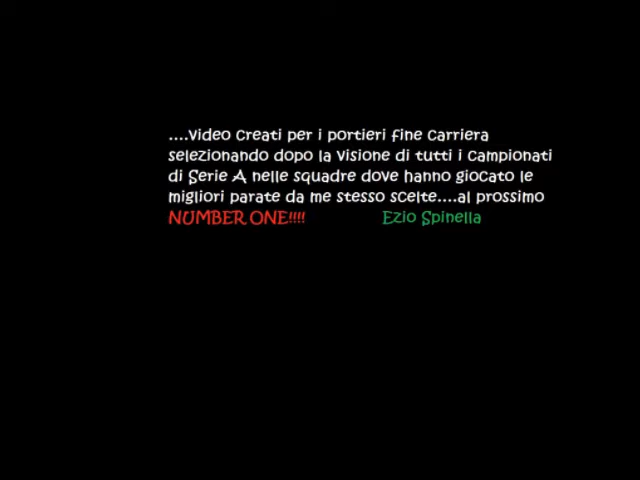 ....Video creati per i portieri fine carriera
selezionando dopo la visione di tutti i campionati
di Serie A nelle squadre dove hanno giocato le
migliori parate da me stesso scelte....al prossimo
NUMBER ONE!!!! Ezio Spinella